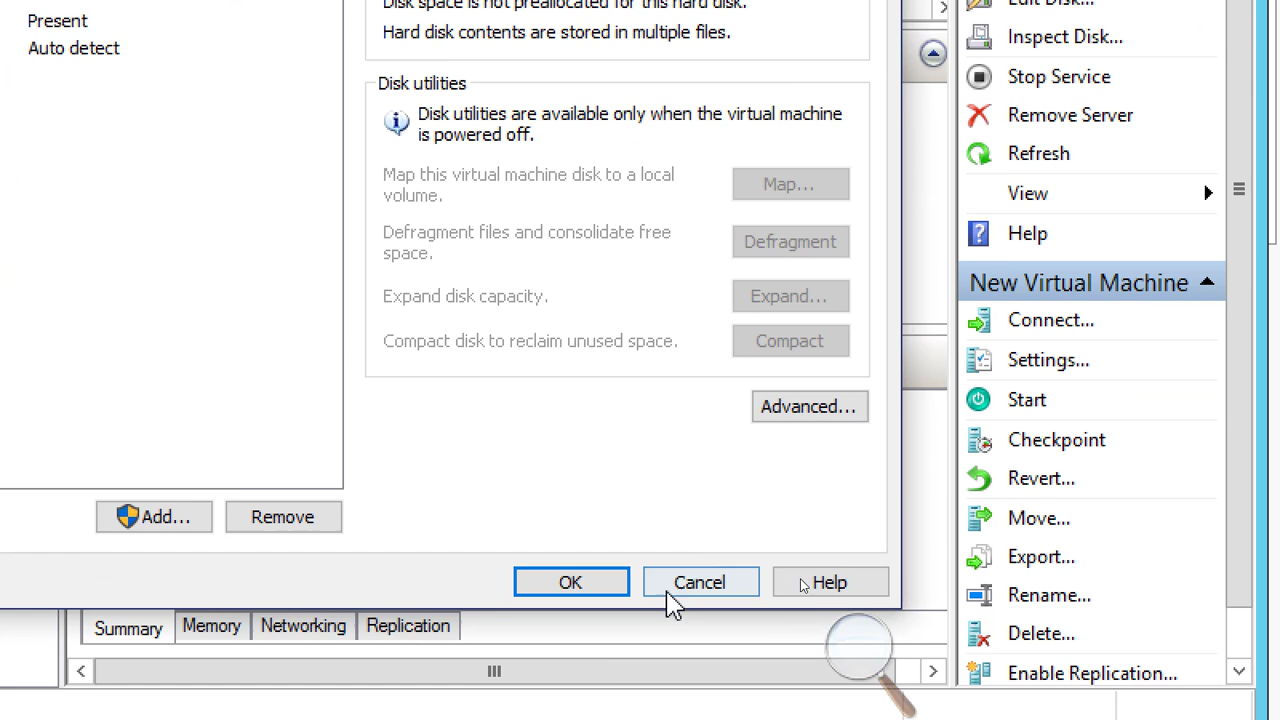 Present
Auto detect
Disk space is not preallocated for this hard disk.
Hard disk contents are stored in multiple files.
Disk utilities
Disk utilities are available only when the virtual machine
is powered off.
Map this virtual machine disk to a local
volume.
Map...
Defragment files and consolidate free
space.
Defragment
Expand disk capacity.
Expand...
Compact disk to reclaim unused space.
Compact
Advanced...
Add...
Remove
OK
Cancel
Help
Summary
Memory
Networking
Replication
Edit Disk...
Inspect Disk...
Stop Service
Remove Server
Refresh
View
Help
New Virtual Machine
Connect...
Settings...
Start
Checkpoint
Revert...
Move...
Export...
Rename...
Delete...
Enable Replication...